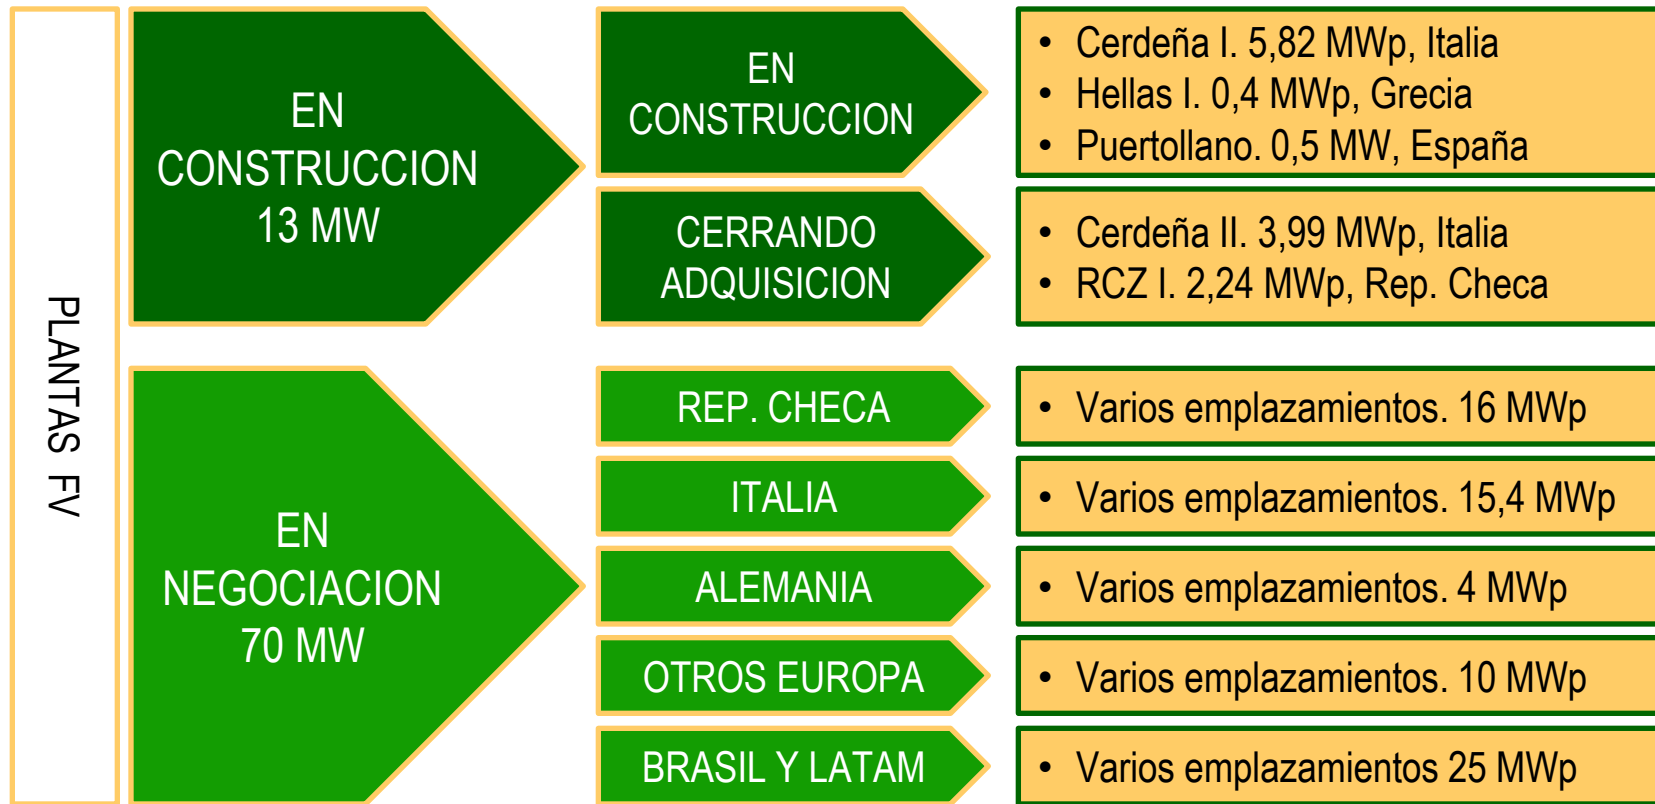 PLANTAS FV
EN
CONSTRUCCION
13 MW
EN
CONSTRUCCION
• Cerdeña I. 5,82 MWp, Italia
• Hellas I. 0,4 MWp, Grecia
• Puertollano. 0,5 MW, España
CERRANDO
ADQUISICION
• Cerdeña II. 3,99 MWp, Italia
• RCZ I. 2,24 MWp, Rep. Checa
EN
NEGOCIACION
70 MW
REP. CHECA
• Varios emplazamientos. 16 MWp
ITALIA
• Varios emplazamientos. 15,4 MWp
ALEMANIA
• Varios emplazamientos. 4 MWp
OTROS EUROPA
• Varios emplazamientos. 10 MWp
BRASIL Y LATAM
• Varios emplazamientos 25 MWp